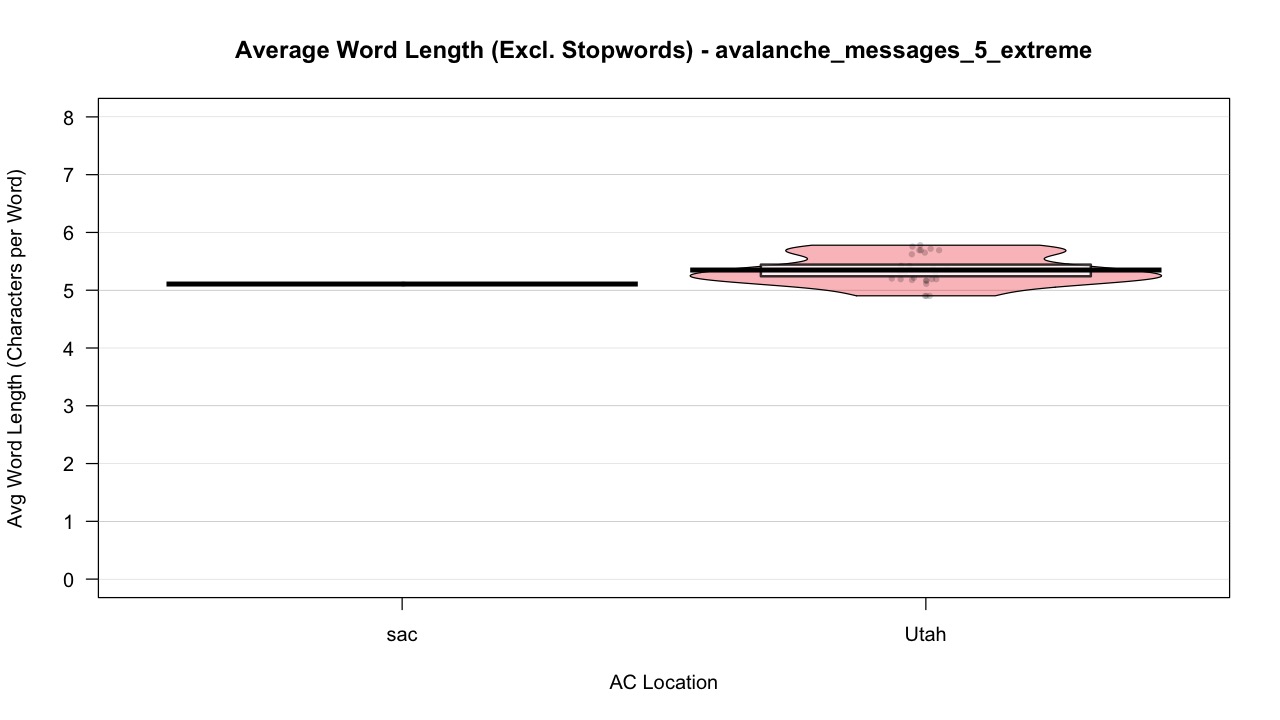 Average Word Length (Excl. Stopwords) - avalanche_messages_5_extreme
Avg Word Length (Characters per Word)
8
7
6
5
4
3
2
1
0
sac
Utah
AC Location